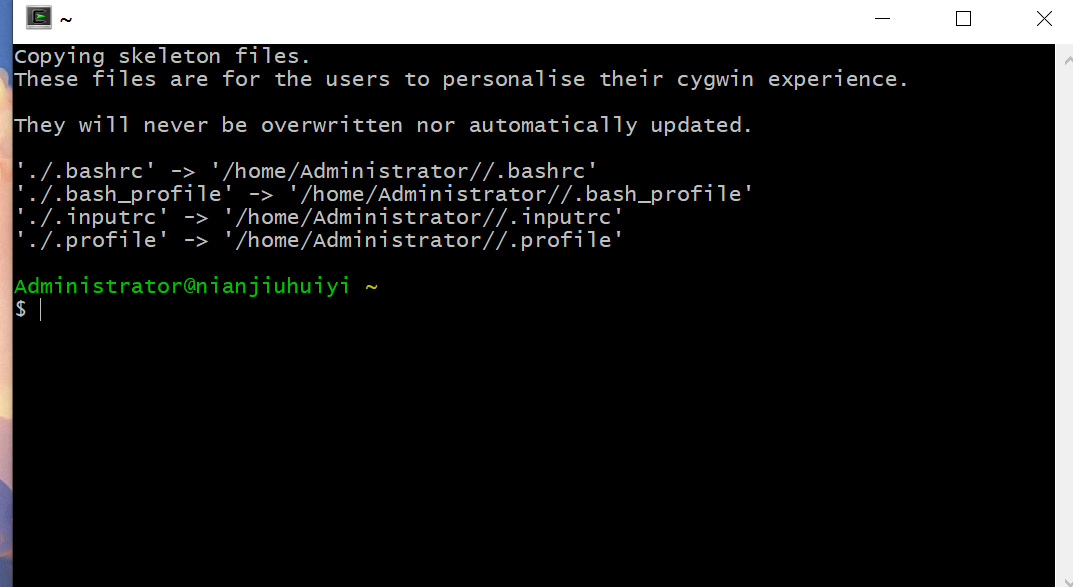 ~
Copying skeleton files.
These files are for the users to personalise their cygwin experience.
They will never be overwritten nor automatically updated.
'./.bashrc' -> '/home/Administrator//.bashrc'
'./.bash_profile' -> '/home/Administrator//.bash_profile'
'./.inputrc' -> '/home/Administrator//.inputrc'
'./.profile' -> '/home/Administrator//.profile'
Administrator@nianjiuhuiyi ~
$